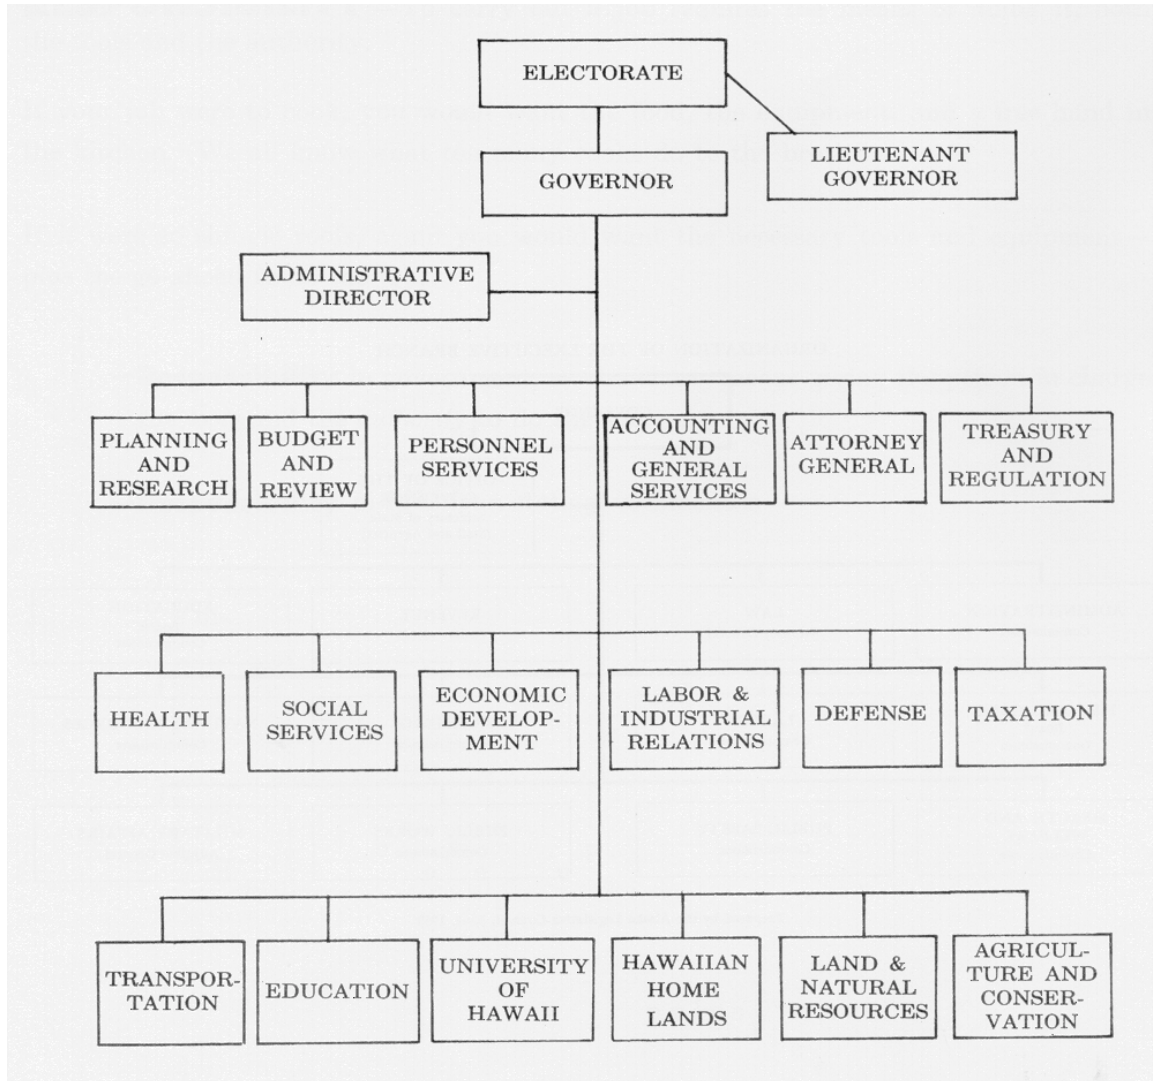 ELECTORATE
GOVERNOR
LIEUTENANT
GOVERNOR
ADMINISTRATIVE
DIRECTOR
PLANNING
AND
RESEARCH
BUDGET
AND
REVIEW
PERSONNEL
SERVICES
ACCOUNTING
AND
GENERAL
SERVICES
ATTORNEY
GENERAL
TREASURY
AND
REGULATION
HEALTH
SOCIAL
SERVICES
ECONOMIC
DEVELOP-
MENT
LABOR &
INDUSTRIAL
RELATIONS
DEFENSE
TAXATION
TRANSPOR-
TATION
EDUCATION
UNIVERSITY
OF
HAWAII
HAWAIIAN
HOME
LANDS
LAND &
NATURAL
RESOURCES
AGRICUL-
TURE AND
CONSER-
VATION